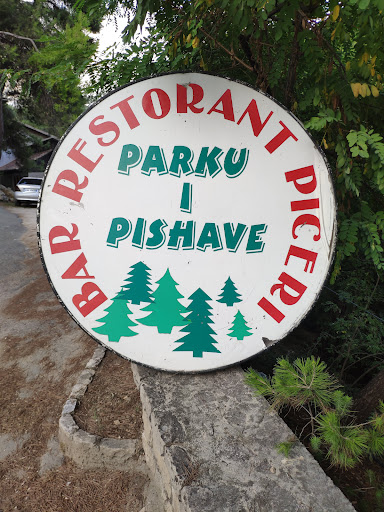 BAR RESTORANT PICERI
PARKU
I
PISHAVE